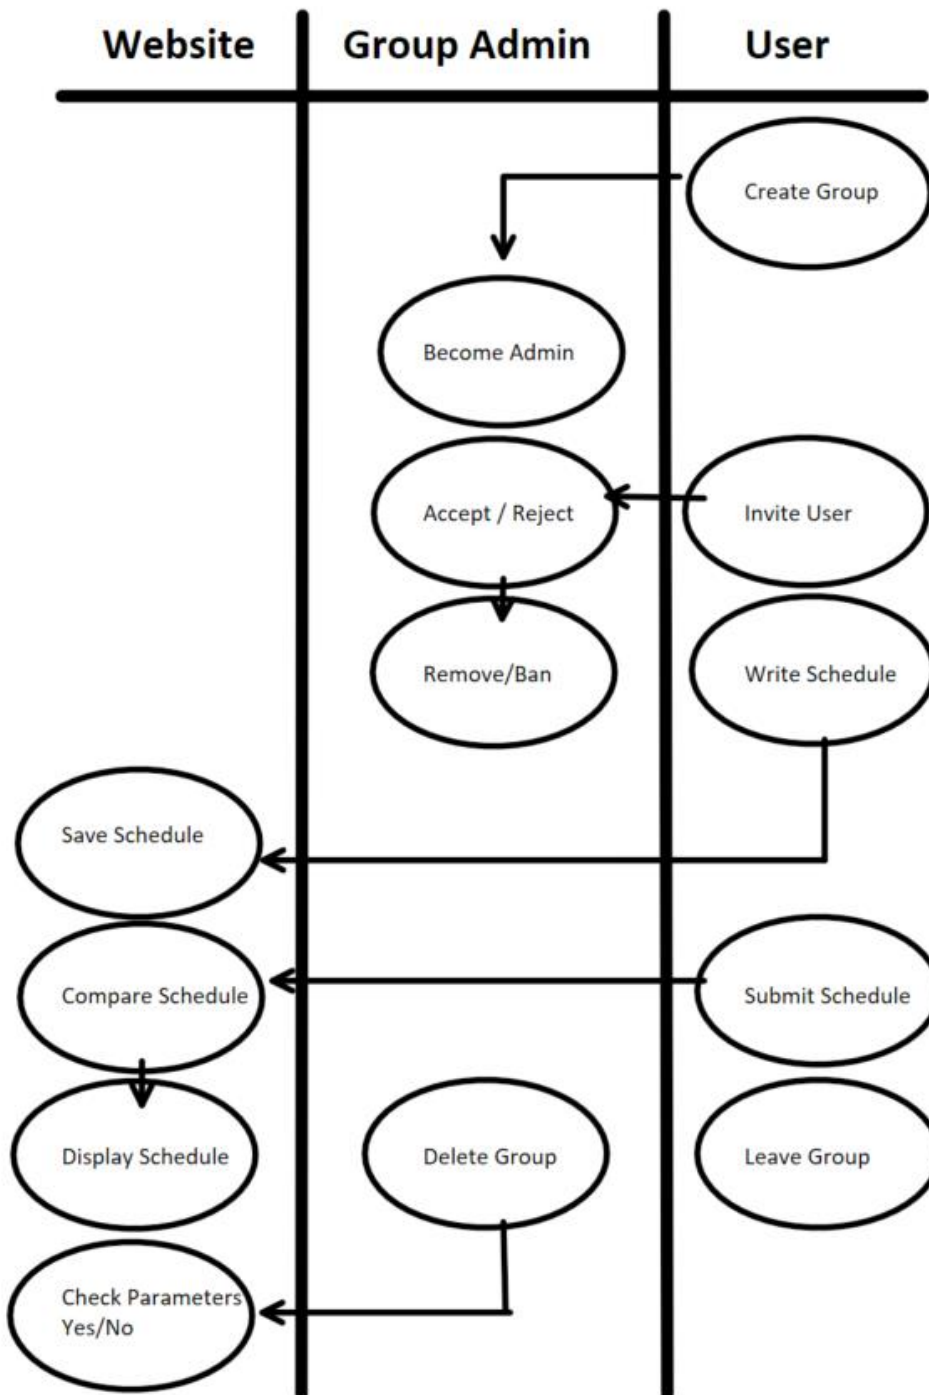 Website
Group Admin
User
Create Group
Become Admin
Accept / Reject
Invite User
Remove/Ban
Write Schedule
Save Schedule
Compare Schedule
Submit Schedule
Display Schedule
Delete Group
Leave Group
Check Parameters
Yes/No